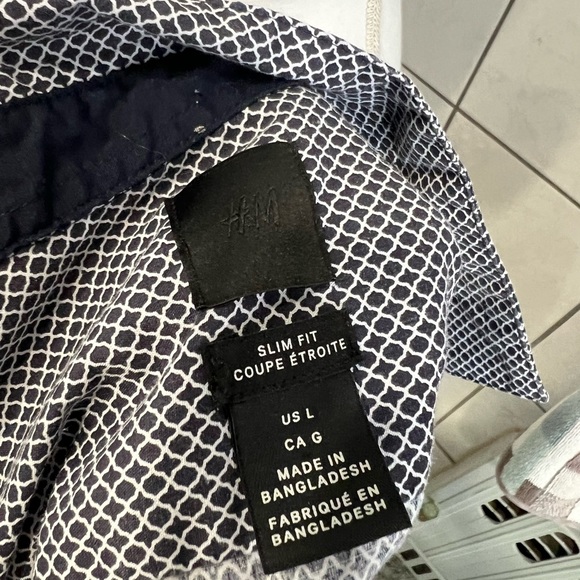 H&M
SLIM FIT
COUPE ÉTROITE
US L
CA G
MADE IN
BANGLADESH
FABRIQUÉ EN
BANGLADESH